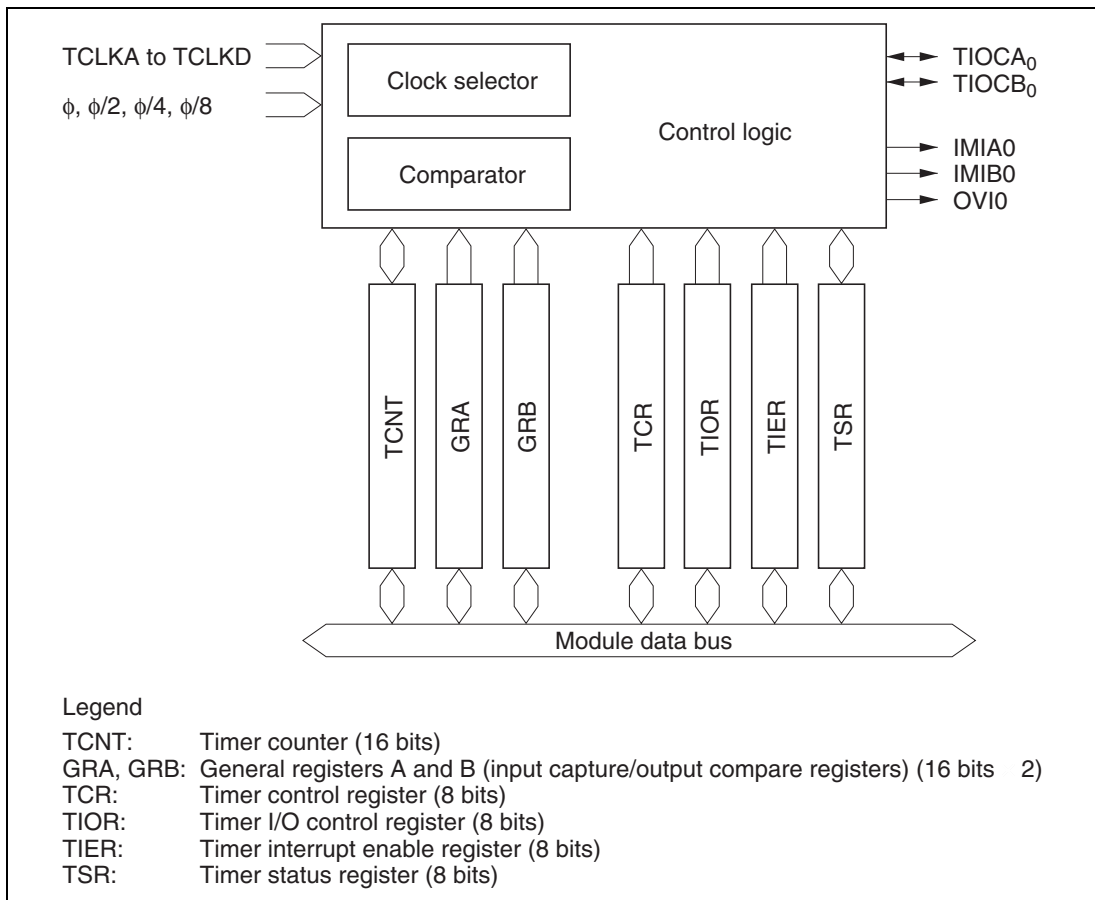 TCLKA to TCLKD
ϕ, ϕ/2, ϕ/4, ϕ/8
Clock selector
Comparator
Control logic
TIOCA0
TIOCB0
IMIA0
IMIB0
OVI0
TCNT
GRA
GRB
TCR
TIOR
TIER
TSR
Module data bus
Legend
TCNT: Timer counter (16 bits)
GRA, GRB: General registers A and B (input capture/output compare registers) (16 bits 2)
TCR: Timer control register (8 bits)
TIOR: Timer I/O control register (8 bits)
TIER: Timer interrupt enable register (8 bits)
TSR: Timer status register (8 bits)